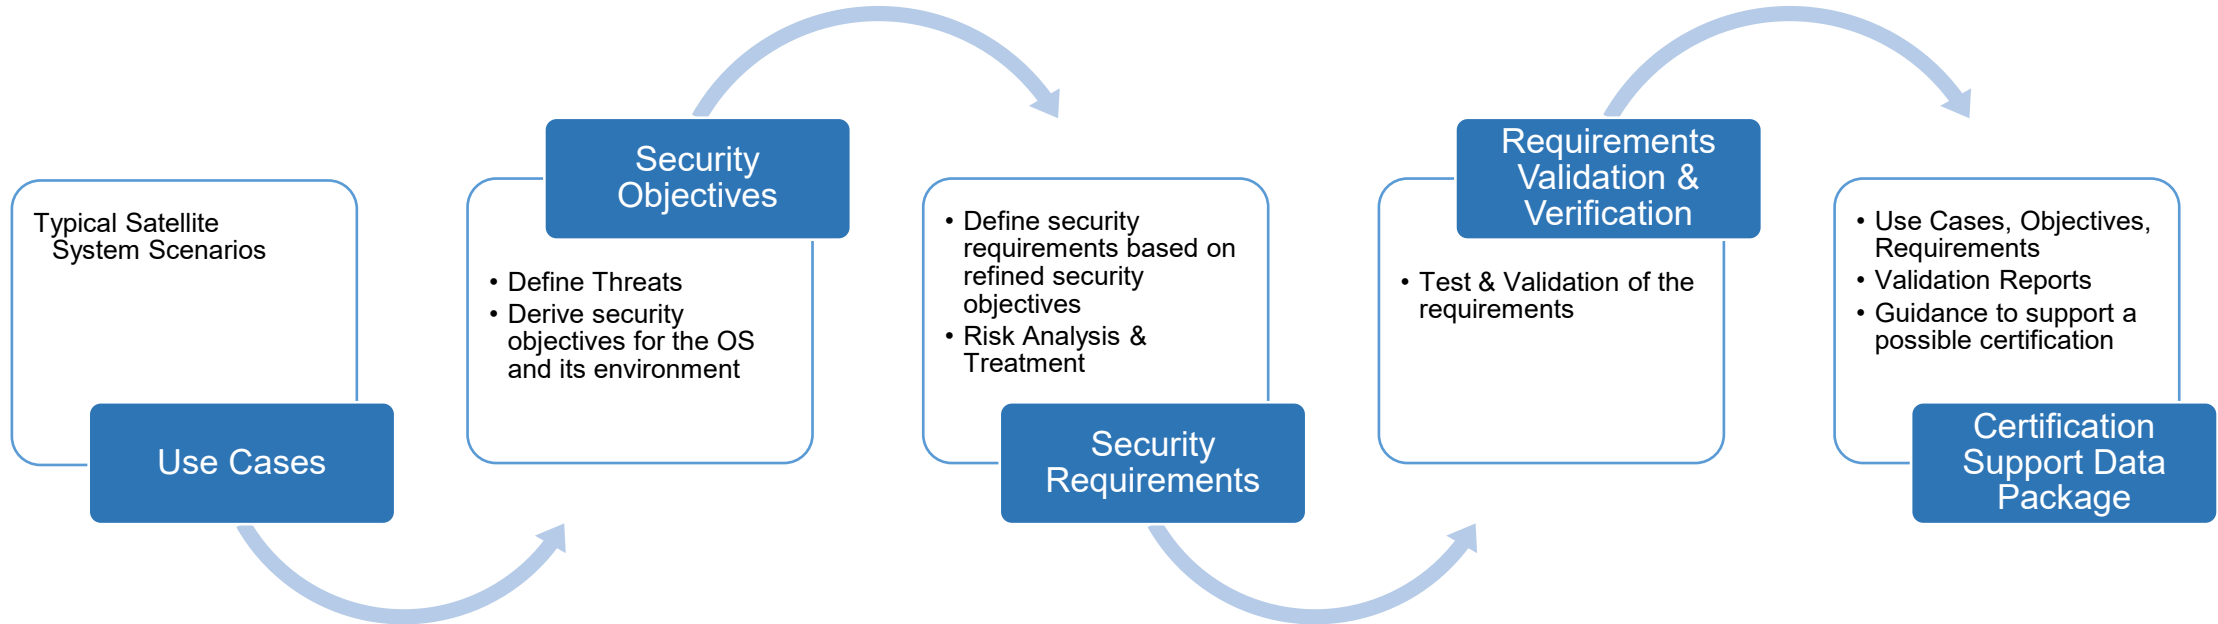 Typical Satellite
System Scenarios
Use Cases
Security
Objectives
• Define Threats
• Derive security
objectives for the OS
and its environment
• Define security
requirements based on
refined security
objectives
• Risk Analysis &
Treatment
Security
Requirements
Requirements
Validation &
Verification
• Test & Validation of the
requirements
• Use Cases, Objectives,
Requirements
• Validation Reports
• Guidance to support a
possible certification
Certification
Support Data
Package